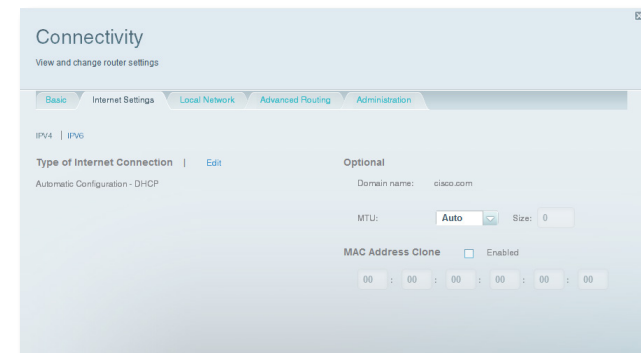 Connectivity
View and change router settings
Basic Internet Settings Local Network Advanced Routing Administration
IPV4 | IPV6
Type of Internet Connection | Edit
Automatic Configuration - DHCP
Optional
Domain name: cisco.com
MTU: Auto Size: 0
MAC Address Clone Enabled
00 : 00 : 00 : 00 : 00 : 00